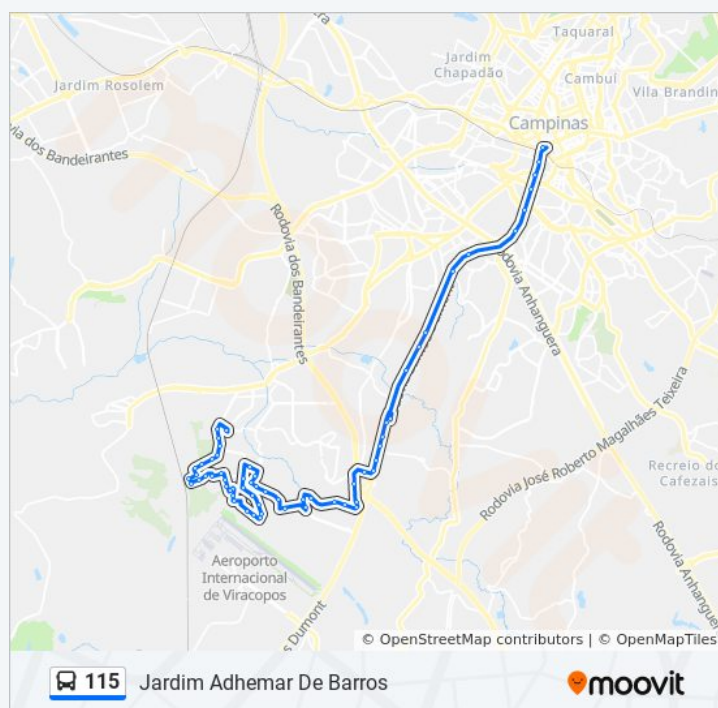 Taquaral
Jardim
Chapadão
Cambuí
Jardim Rosolem
Vila Brandin
Campinas
via dos Bandeirantes
Rodovia dos Bandeirantes
Rodovia Anhanguera
Rodovia José Roberto Magalhães Teixeira
Recreio do
Cafezais
Rodovia Anhanguera
Aeroporto
Internacional
de Viracopos
s Dumont
© OpenStreetMap contributors | © OpenMapTiles
115 Jardim Adhemar De Barros
moovit